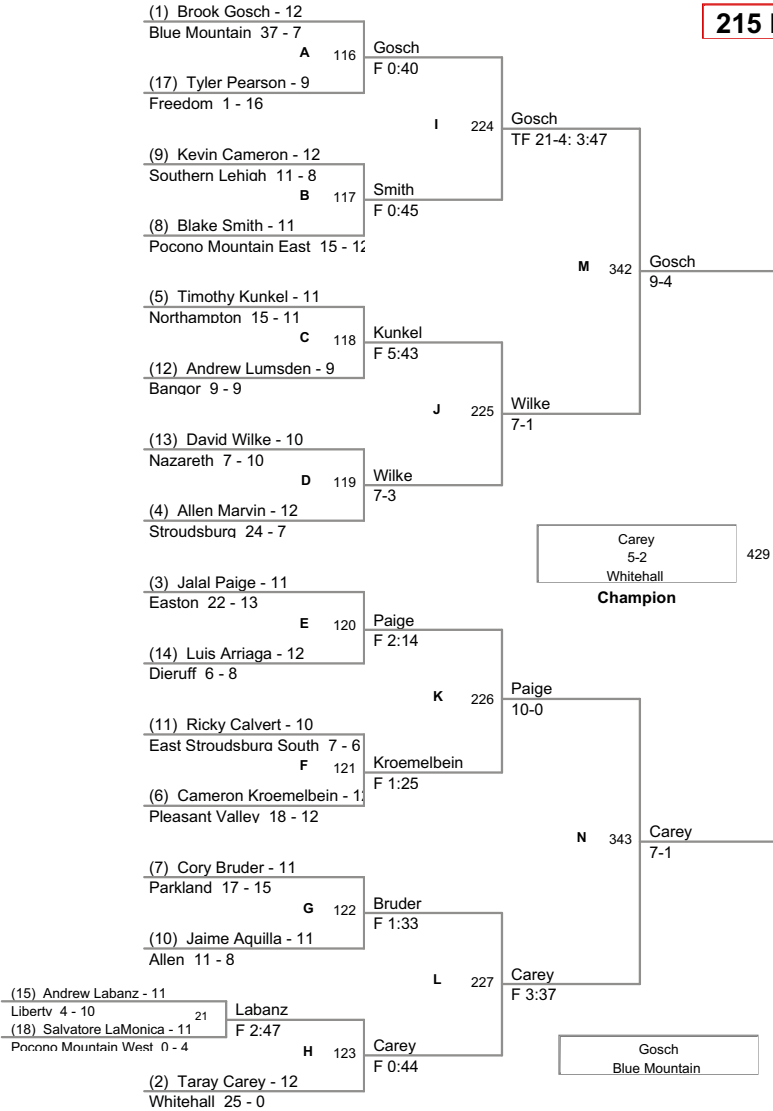 215
(1) Brook Gosch - 12
Blue Mountain 37 - 7
A 116
Gosch
F 0:40
(17) Tyler Pearson - 9
Freedom 1 - 16
I 224
Gosch
TF 21-4: 3:47
(9) Kevin Cameron - 12
Southern Lehigh 11 - 8
B 117
Smith
F 0:45
(8) Blake Smith - 11
Pocono Mountain East 15 - 12
M 342
Gosch
9-4
(5) Timothy Kunkel - 11
Northampton 15 - 11
C 118
Kunkel
F 5:43
(12) Andrew Lumsden - 9
Bangor 9 - 9
J 225
Wilke
7-1
(13) David Wilke - 10
Nazareth 7 - 10
D 119
Wilke
7-3
(4) Allen Marvin - 12
Stroudsburg 24 - 7
Carey
5-2
Whitehall
429
Champion
(3) Jalal Paige - 11
Easton 22 - 13
E 120
Paige
F 2:14
(14) Luis Arriaga - 12
Dieruff 6 - 8
K 226
Paige
10-0
(11) Ricky Calvert - 10
East Stroudsburg South 7 - 6
F 121
Kroemelbein
F 1:25
(6) Cameron Kroemelbein - 12
Pleasant Valley 18 - 12
N 343
Carey
7-1
(7) Cory Bruder - 11
Parkland 17 - 15
G 122
Bruder
F 1:33
(10) Jaime Aquilla - 11
Allen 11 - 8
L 227
Carey
F 3:37
(15) Andrew Labanz - 11
Liberty 4 - 10
21
Labanz
F 2:47
(18) Salvatore LaMonica - 11
Pocono Mountain West 0 - 4
H 123
Carey
F 0:44
(2) Taray Carey - 12
Whitehall 25 - 0
Gosch
Blue Mountain